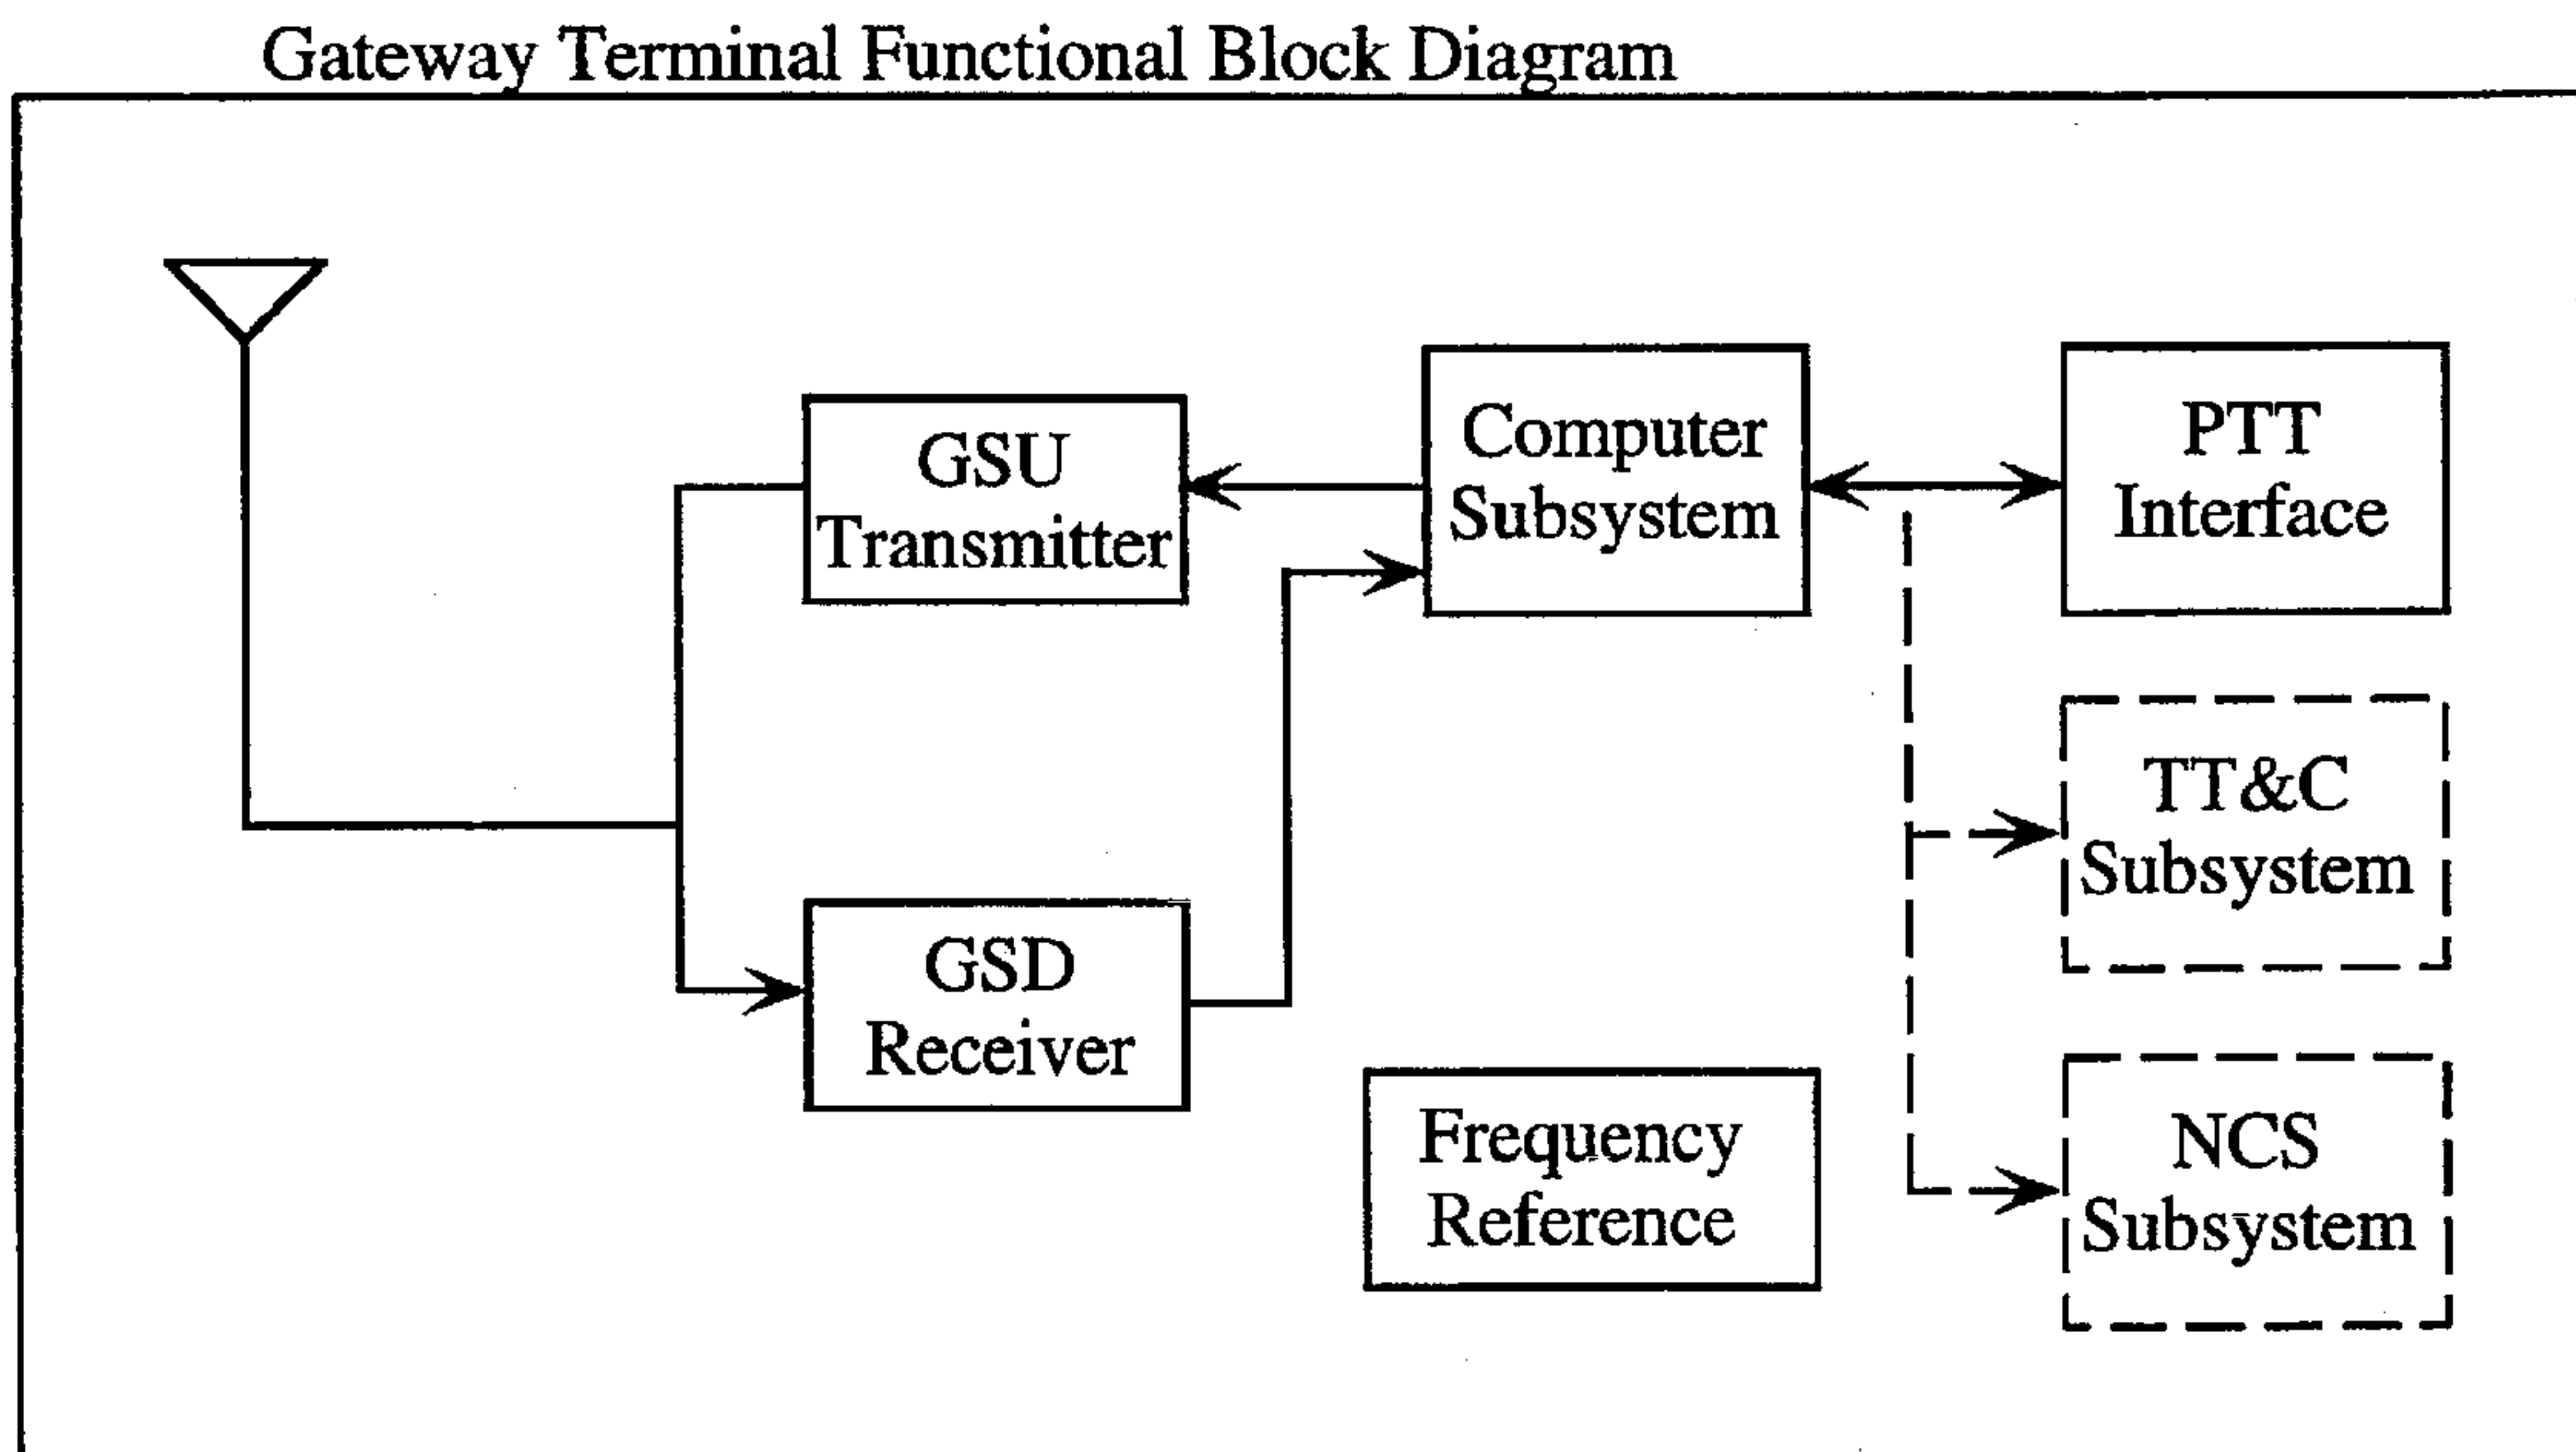 Gateway Terminal Functional Block Diagram
GSU
Transmitter
Computer
Subsystem
PTT
Interface
TT&C
Subsystem
GSD
Receiver
Frequency
Reference
NCS
Subsystem